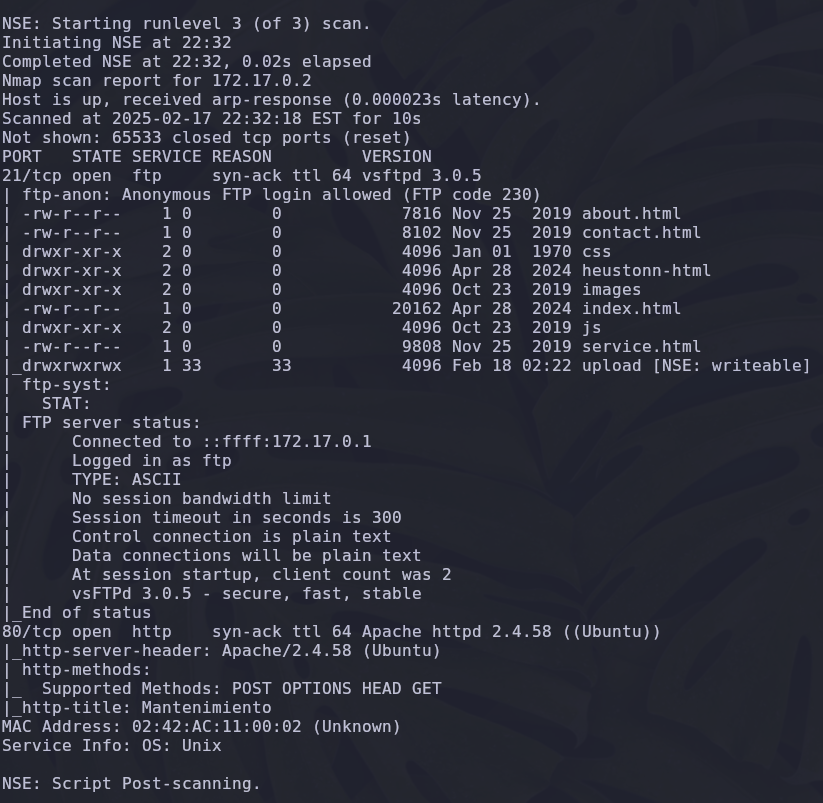 NSE: Starting runlevel 3 (of 3) scan.
Initiating NSE at 22:32
Completed NSE at 22:32, 0.02s elapsed
Nmap scan report for 172.17.0.2
Host is up, received arp-response (0.000023s latency).
Scanned at 2025-02-17 22:32:18 EST for 10s
Not shown: 65533 closed tcp ports (reset)
PORT   STATE SERVICE REASON         VERSION
21/tcp open  ftp     syn-ack ttl 64 vsftpd 3.0.5
| ftp-anon: Anonymous FTP login allowed (FTP code 230)
| -rw-r--r--    1 0        0            7816 Nov 25  2019 about.html
| -rw-r--r--    1 0        0            8102 Nov 25  2019 contact.html
| drwxr-xr-x    2 0        0            4096 Jan 01  1970 css
| drwxr-xr-x    2 0        0            4096 Apr 28  2024 heustonn-html
| drwxr-xr-x    2 0        0            4096 Oct 23  2019 images
| -rw-r--r--    1 0        0           20162 Apr 28  2024 index.html
| drwxr-xr-x    2 0        0            4096 Oct 23  2019 js
| -rw-r--r--    1 0        0            9808 Nov 25  2019 service.html
|_drwxrwxrwx    1 33       33           4096 Feb 18 02:22 upload [NSE: writeable]
| ftp-syst:
|   STAT:
| FTP server status:
|      Connected to ::ffff:172.17.0.1
|      Logged in as ftp
|      TYPE: ASCII
|      No session bandwidth limit
|      Session timeout in seconds is 300
|      Control connection is plain text
|      Data connections will be plain text
|      At session startup, client count was 2
|      vsFTPd 3.0.5 - secure, fast, stable
|_End of status
80/tcp open  http    syn-ack ttl 64 Apache httpd 2.4.58 ((Ubuntu))
|_http-server-header: Apache/2.4.58 (Ubuntu)
| http-methods:
|_  Supported Methods: POST OPTIONS HEAD GET
|_http-title: Mantenimiento
MAC Address: 02:42:AC:11:00:02 (Unknown)
Service Info: OS: Unix
NSE: Script Post-scanning.